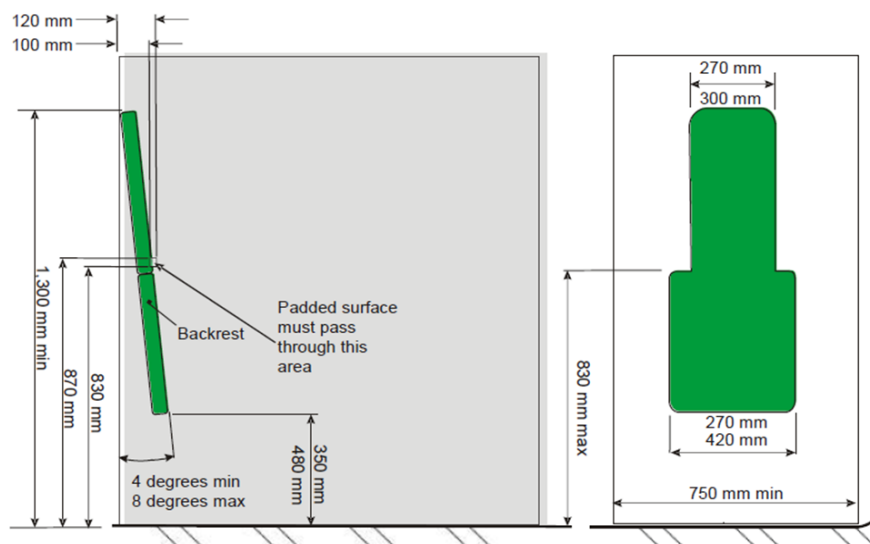 120 mm
100 mm
270 mm
300 mm
1,300 mm min
870 mm
830 mm
Padded surface
must pass
through this
area
Backrest
830 mm max
350 mm
480 mm
4 degrees min
8 degrees max
270 mm
420 mm
750 mm min